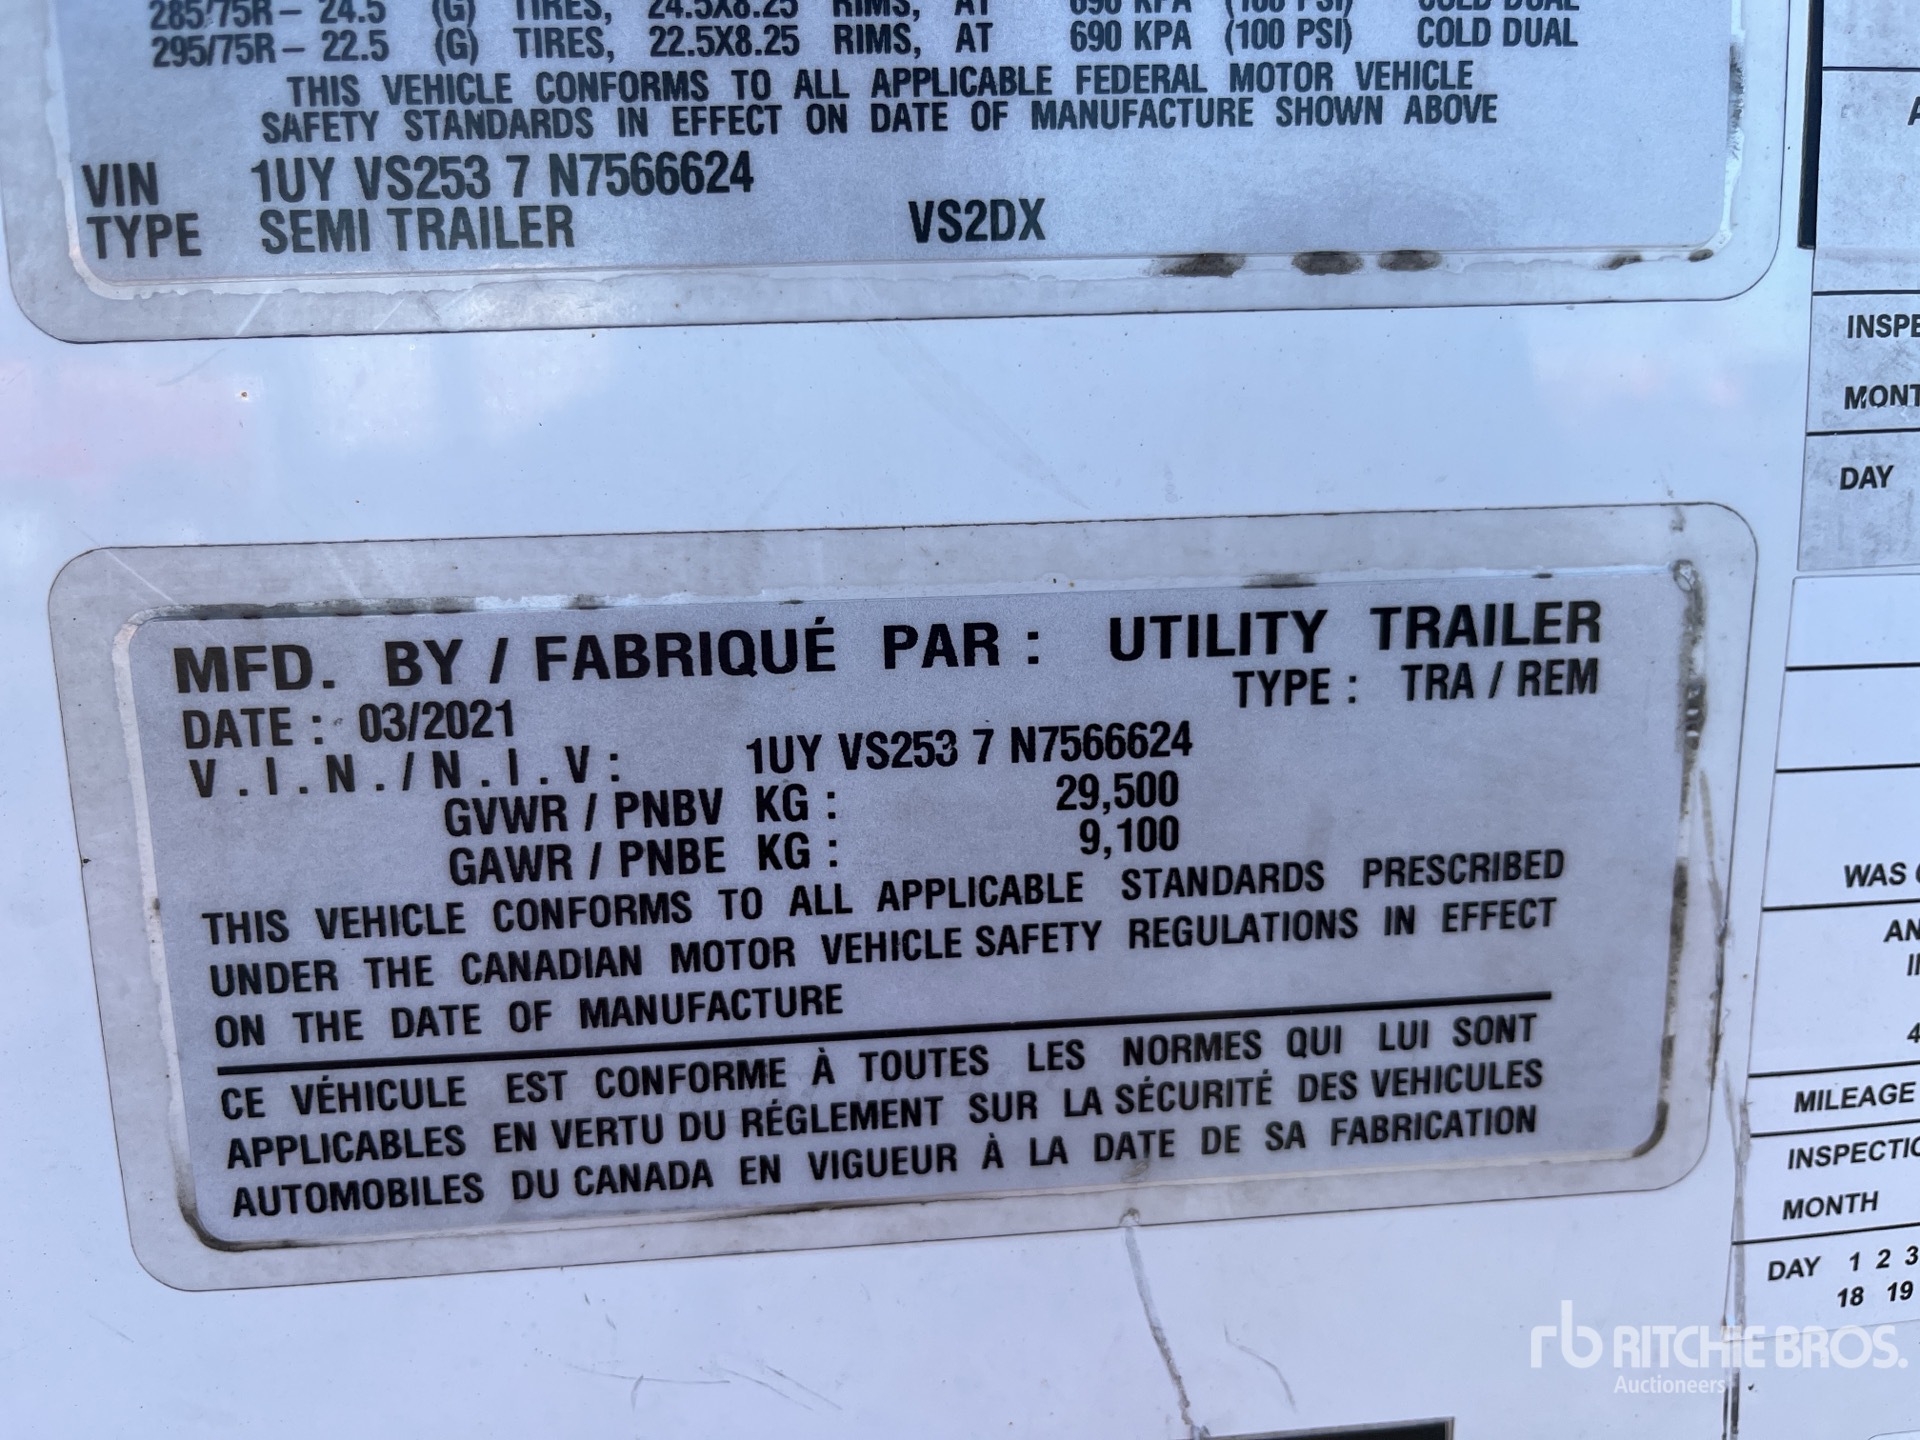 285/75R– 24.5 (G) TIRES, 24.5X8.25 RIMS, AT 690 KPA (100 PSI) COLD DUAL
295/75R– 22.5 (G) TIRES, 22.5X8.25 RIMS, AT 690 KPA (100 PSI) COLD DUAL
THIS VEHICLE CONFORMS TO ALL APPLICABLE FEDERAL MOTOR VEHICLE
SAFETY STANDARDS IN EFFECT ON DATE OF MANUFACTURE SHOWN ABOVE
VIN 1UY VS253 7 N7566624
TYPE SEMI TRAILER VS2DX
MFD. BY / FABRIQUÉ PAR : UTILITY TRAILER
DATE : 03/2021 TYPE : TRA / REM
V.I.N./N.I.V: 1UY VS253 7 N7566624
GVWR / PNBV KG : 29,500
GAWR / PNBE KG : 9,100
THIS VEHICLE CONFORMS TO ALL APPLICABLE STANDARDS PRESCRIBED
UNDER THE CANADIAN MOTOR VEHICLE SAFETY REGULATIONS IN EFFECT
ON THE DATE OF MANUFACTURE
CE VÉHICULE EST CONFORME À TOUTES LES NORMES QUI LUI SONT
APPLICABLES EN VERTU DU RÉGLEMENT SUR LA SÉCURITÉ DES VEHICULES
AUTOMOBILES DU CANADA EN VIGUEUR À LA DATE DE SA FABRICATION
DAY
WAS
MILEAGE
MONTH
DAY 1 2 3
18 19
rb RITCHIE BROS.
Auctioneers